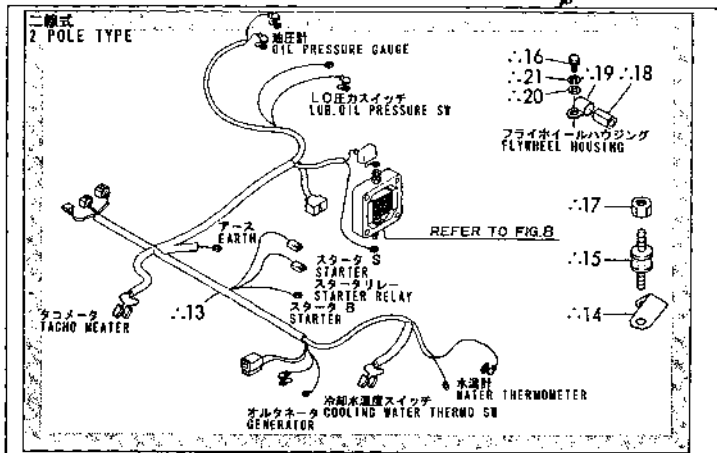 二線式
2 POLE TYPE
油圧計
OIL PRESSURE GAUGE
LO圧力スイッチ
LUB.OIL PRESSURE SW
∴16
∴21
∴19
∴18
∴20
フライホイールハウジング
FLYWHEEL HOUSING
∴17
REFER TO FIG.8
∴15
∴14
アース
EARTH
スタータ S
STARTER
スタータリレー
STARTER RELAY
スタータ B
STARTER
∴13
タコメータ
TACHO MEATER
水温計
WATER THERMOMETER
冷却水温度スイッチ
COOLING WATER THERMO SW
オルタネータ
GENERATOR